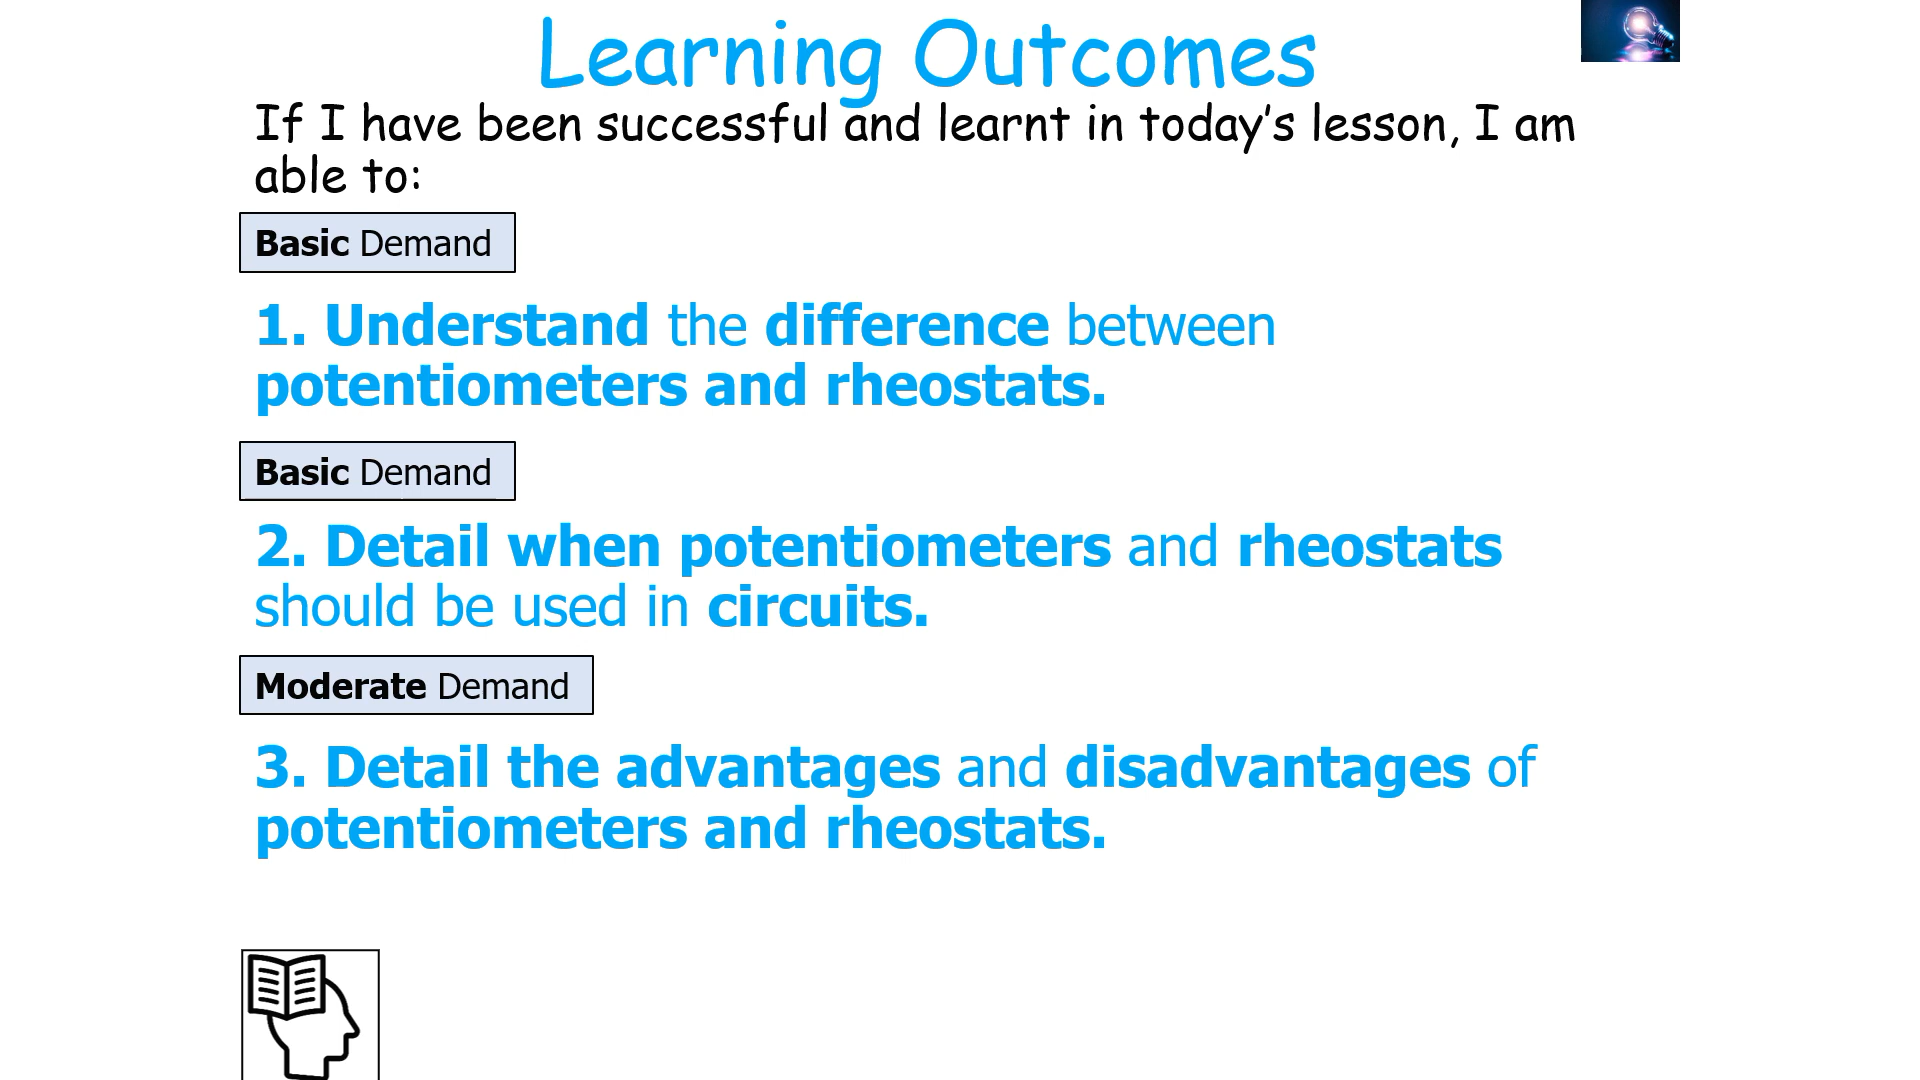 Learning Outcomes
If I have been successful and learnt in today's lesson, I am
able to:
Basic Demand
1. Understand the difference between
potentiometers and rheostats.
Basic Demand
2. Detail when potentiometers and rheostats
should be used in circuits.
Moderate Demand
3. Detail the advantages and disadvantages of
potentiometers and rheostats.